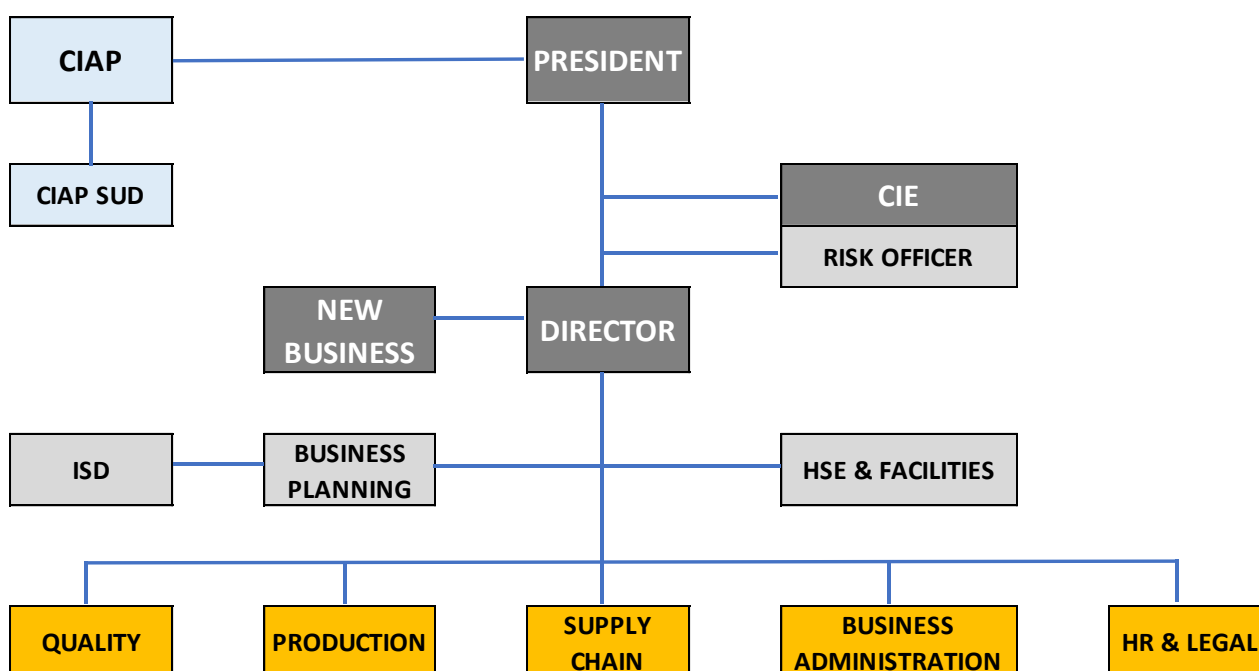 CIAP
PRESIDENT
CIAP SUD
CIE
RISK OFFICER
NEW
BUSINESS
DIRECTOR
ISD
BUSINESS
PLANNING
HSE & FACILITIES
QUALITY
PRODUCTION
SUPPLY
CHAIN
BUSINESS
ADMINISTRATION
HR & LEGAL